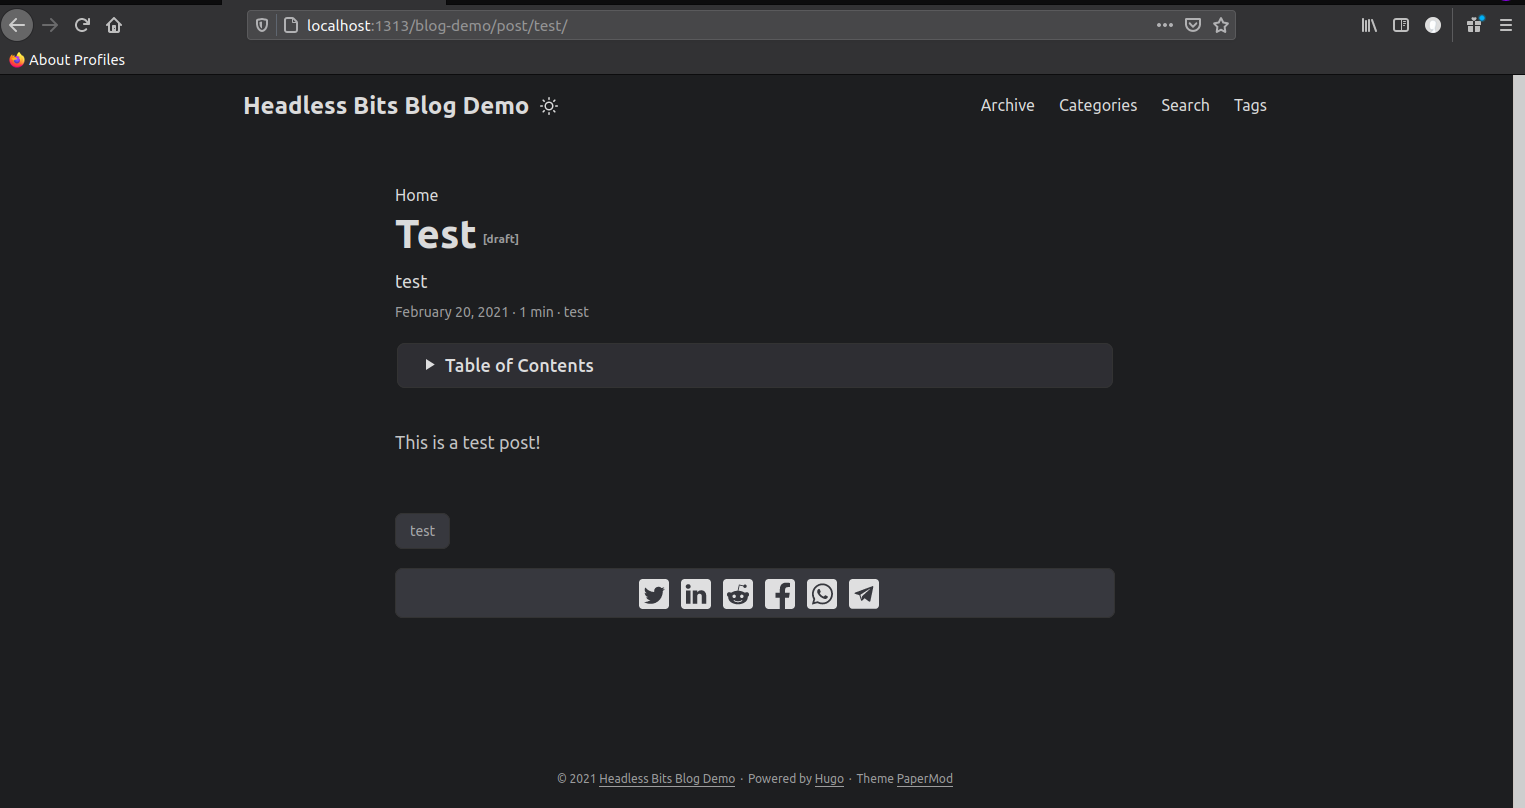 localhost:1313/blog-demo/post/test/
About Profiles
Headless Bits Blog Demo
Archive Categories Search Tags
Home
Test [draft]
test
February 20, 2021 · 1 min · test
Table of Contents
This is a test post!
test
© 2021 Headless Bits Blog Demo · Powered by Hugo · Theme PaperMod